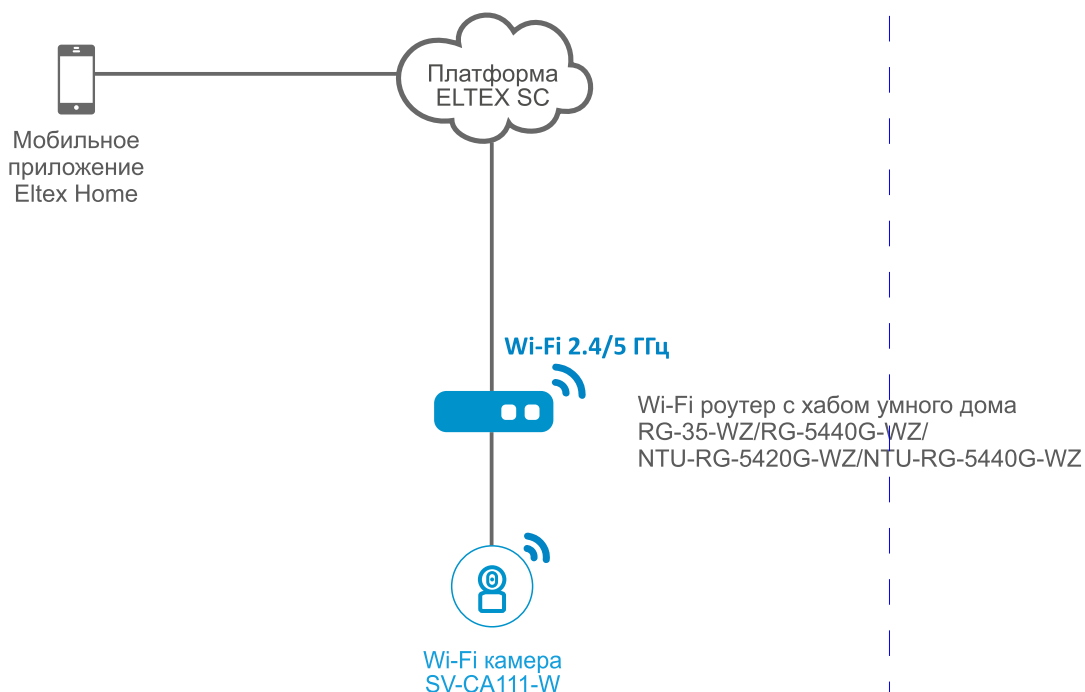 Платформа
ELTEX SC
Мобильное
приложение
Eltex Home
Wi-Fi 2.4/5 ГГц
Wi-Fi роутер с хабом умного дома
RG-35-WZ/RG-5440G-WZ/
NTU-RG-5420G-WZ/NTU-RG-5440G-WZ
Wi-Fi камера
SV-CA111-W